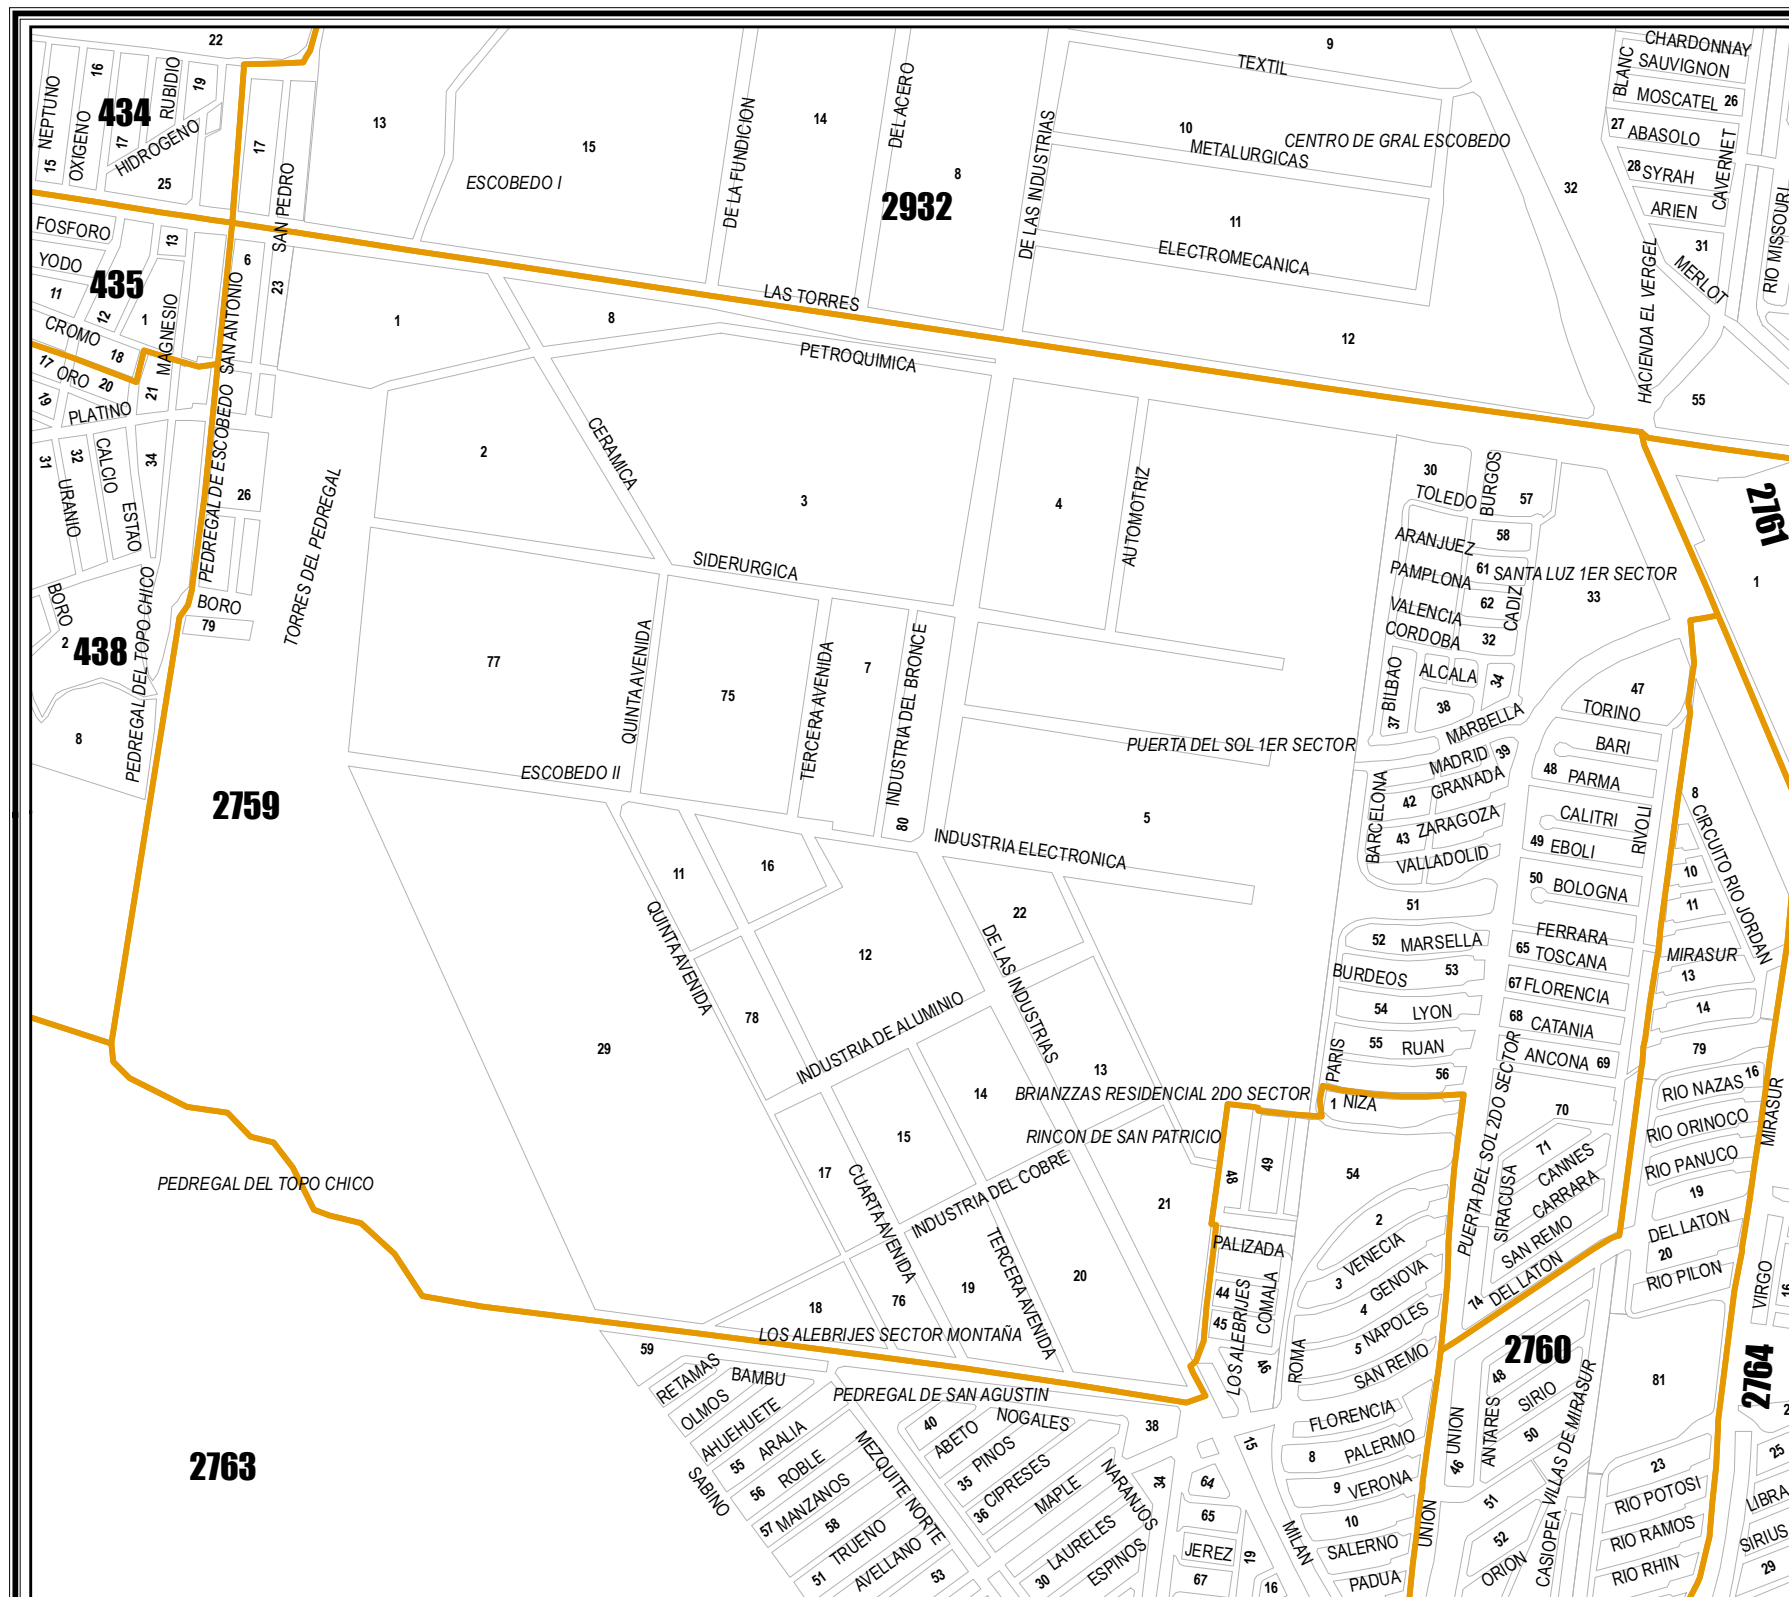 22
9
CHARDONNAY
SAUVIGNON
BLANC
MOSCATEL 26
27 ABASOLO
CAVERNET
28 SYRAH
ARIEN
31
MERLOT
RIO MISSOURI
TEXTIL
NEPTUNO
15
16
OXIGENO
434
17
RUBIDIO
19
HIDROGENO
25
17
SAN PEDRO
13
15
ESCOBEDO I
DE LA FUNDICION
14
DEL ACERO
8
2932
DE LAS INDUSTRIAS
10
METALURGICAS
CENTRO DE GRAL ESCOBEDO
11
ELECTROMECANICA
32
HACIENDA EL VERGEL
FOSFORO
YODO
435
11
12
1
CROMO
18
13
MAGNESIO
SAN ANTONIO
6
23
1
8
LAS TORRES
PETROQUIMICA
12
55
17
ORO
20
19
PLATINO
21
31
32
CALCIO
URANIO
ESTAO
34
PEDREGAL DE ESCOBEDO
26
TORRES DEL PEDREGAL
BORO
79
BORO
2
438
8
PEDREGAL DEL TOPO CHICO
2
CERAMICA
3
4
AUTOMOTRIZ
SIDERURGICA
77
QUINTA AVENIDA
75
TERCERA AVENIDA
7
INDUSTRIA DEL BRONCE
80
30
TOLEDO
BURGOS
57
58
ARANJUEZ
61
SANTA LUZ 1ER SECTOR
33
PAMPLONA
62
CADIZ
VALENCIA
CORDOBA
32
BILBAO
37
ALCALA
34
38
MARBELLA
PUERTA DEL SOL 1ER SECTOR
2761
1
47
TORINO
BARI
MADRID
39
GRANADA
BARCELONA
42
43
ZARAGOZA
VALLADOLID
48
PARMA
CALITRI
RIVOLI
49
EBOLI
50
BOLOGNA
51
8
CIRCUITO RIO JORDAN
10
11
ESCOBEDO II
2759
5
INDUSTRIA ELECTRONICA
11
16
22
QUINTA AVENIDA
12
DE LAS INDUSTRIAS
52
MARSELLA
BURDEOS
53
54
LYON
55
RUAN
56
PARIS
FERRARA
65
TOSCANA
67 FLORENCIA
68
CATANIA
ANCONA
69
MIRASUR
13
14
79
29
78
INDUSTRIA DE ALUMINIO
14
13
BRIANZZAS RESIDENCIAL 2DO SECTOR
1
NIZA
PUERTA DEL SOL 2DO SECTOR
70
RIO NAZAS
16
RIO ORINOCO
MIRASUR
RIO PANUCO
15
RINCON DE SAN PATRICIO
48
49
54
71
CANNES
CARRARA
SIRACUSA
SAN REMO
DEL LATON
74
19
DEL LATON
20
RIO PILON
PEDREGAL DEL TOPO CHICO
17
CUARTA AVENIDA
INDUSTRIA DEL COBRE
21
2
VENECIA
3
GENOVA
4
NAPOLES
5
SAN REMO
PALIZADA
44
45
LOS ALEBRIJES
COMALA
46
ROMA
TERCERA AVENIDA
18
76
19
20
LOS ALEBRIJES SECTOR MONTAÑA
2760
VIRGO
16
59
RETAMAS
BAMBU
OLMOS
AHUEHUETE
ARALIA
55
ROBLE
56
MANZANOS
57
58
SABINO
PEDREGAL DE SAN AGUSTIN
40
ABETO
NOGALES
PINOS
35
CIPRESES
36
MAPLE
38
NARANJOS
34
MEZQUITE NORTE
TRUENO
51
AVELLANO
53
LAURELES
30
ESPINOS
64
65
JEREZ
67
19
16
15
MILAN
FLORENCIA
8
PALERMO
9
VERONA
10
SALERNO
PADUA
UNION
46
UNION
48
ANTARES
SIRIO
50
51
52
ORION
CASIOPEA
VILLAS DE MIRASUR
81
2764
23
RIO POTOSI
RIO RAMOS
RIO RHIN
2
25
LIBRA
SIRIUS
29
2763